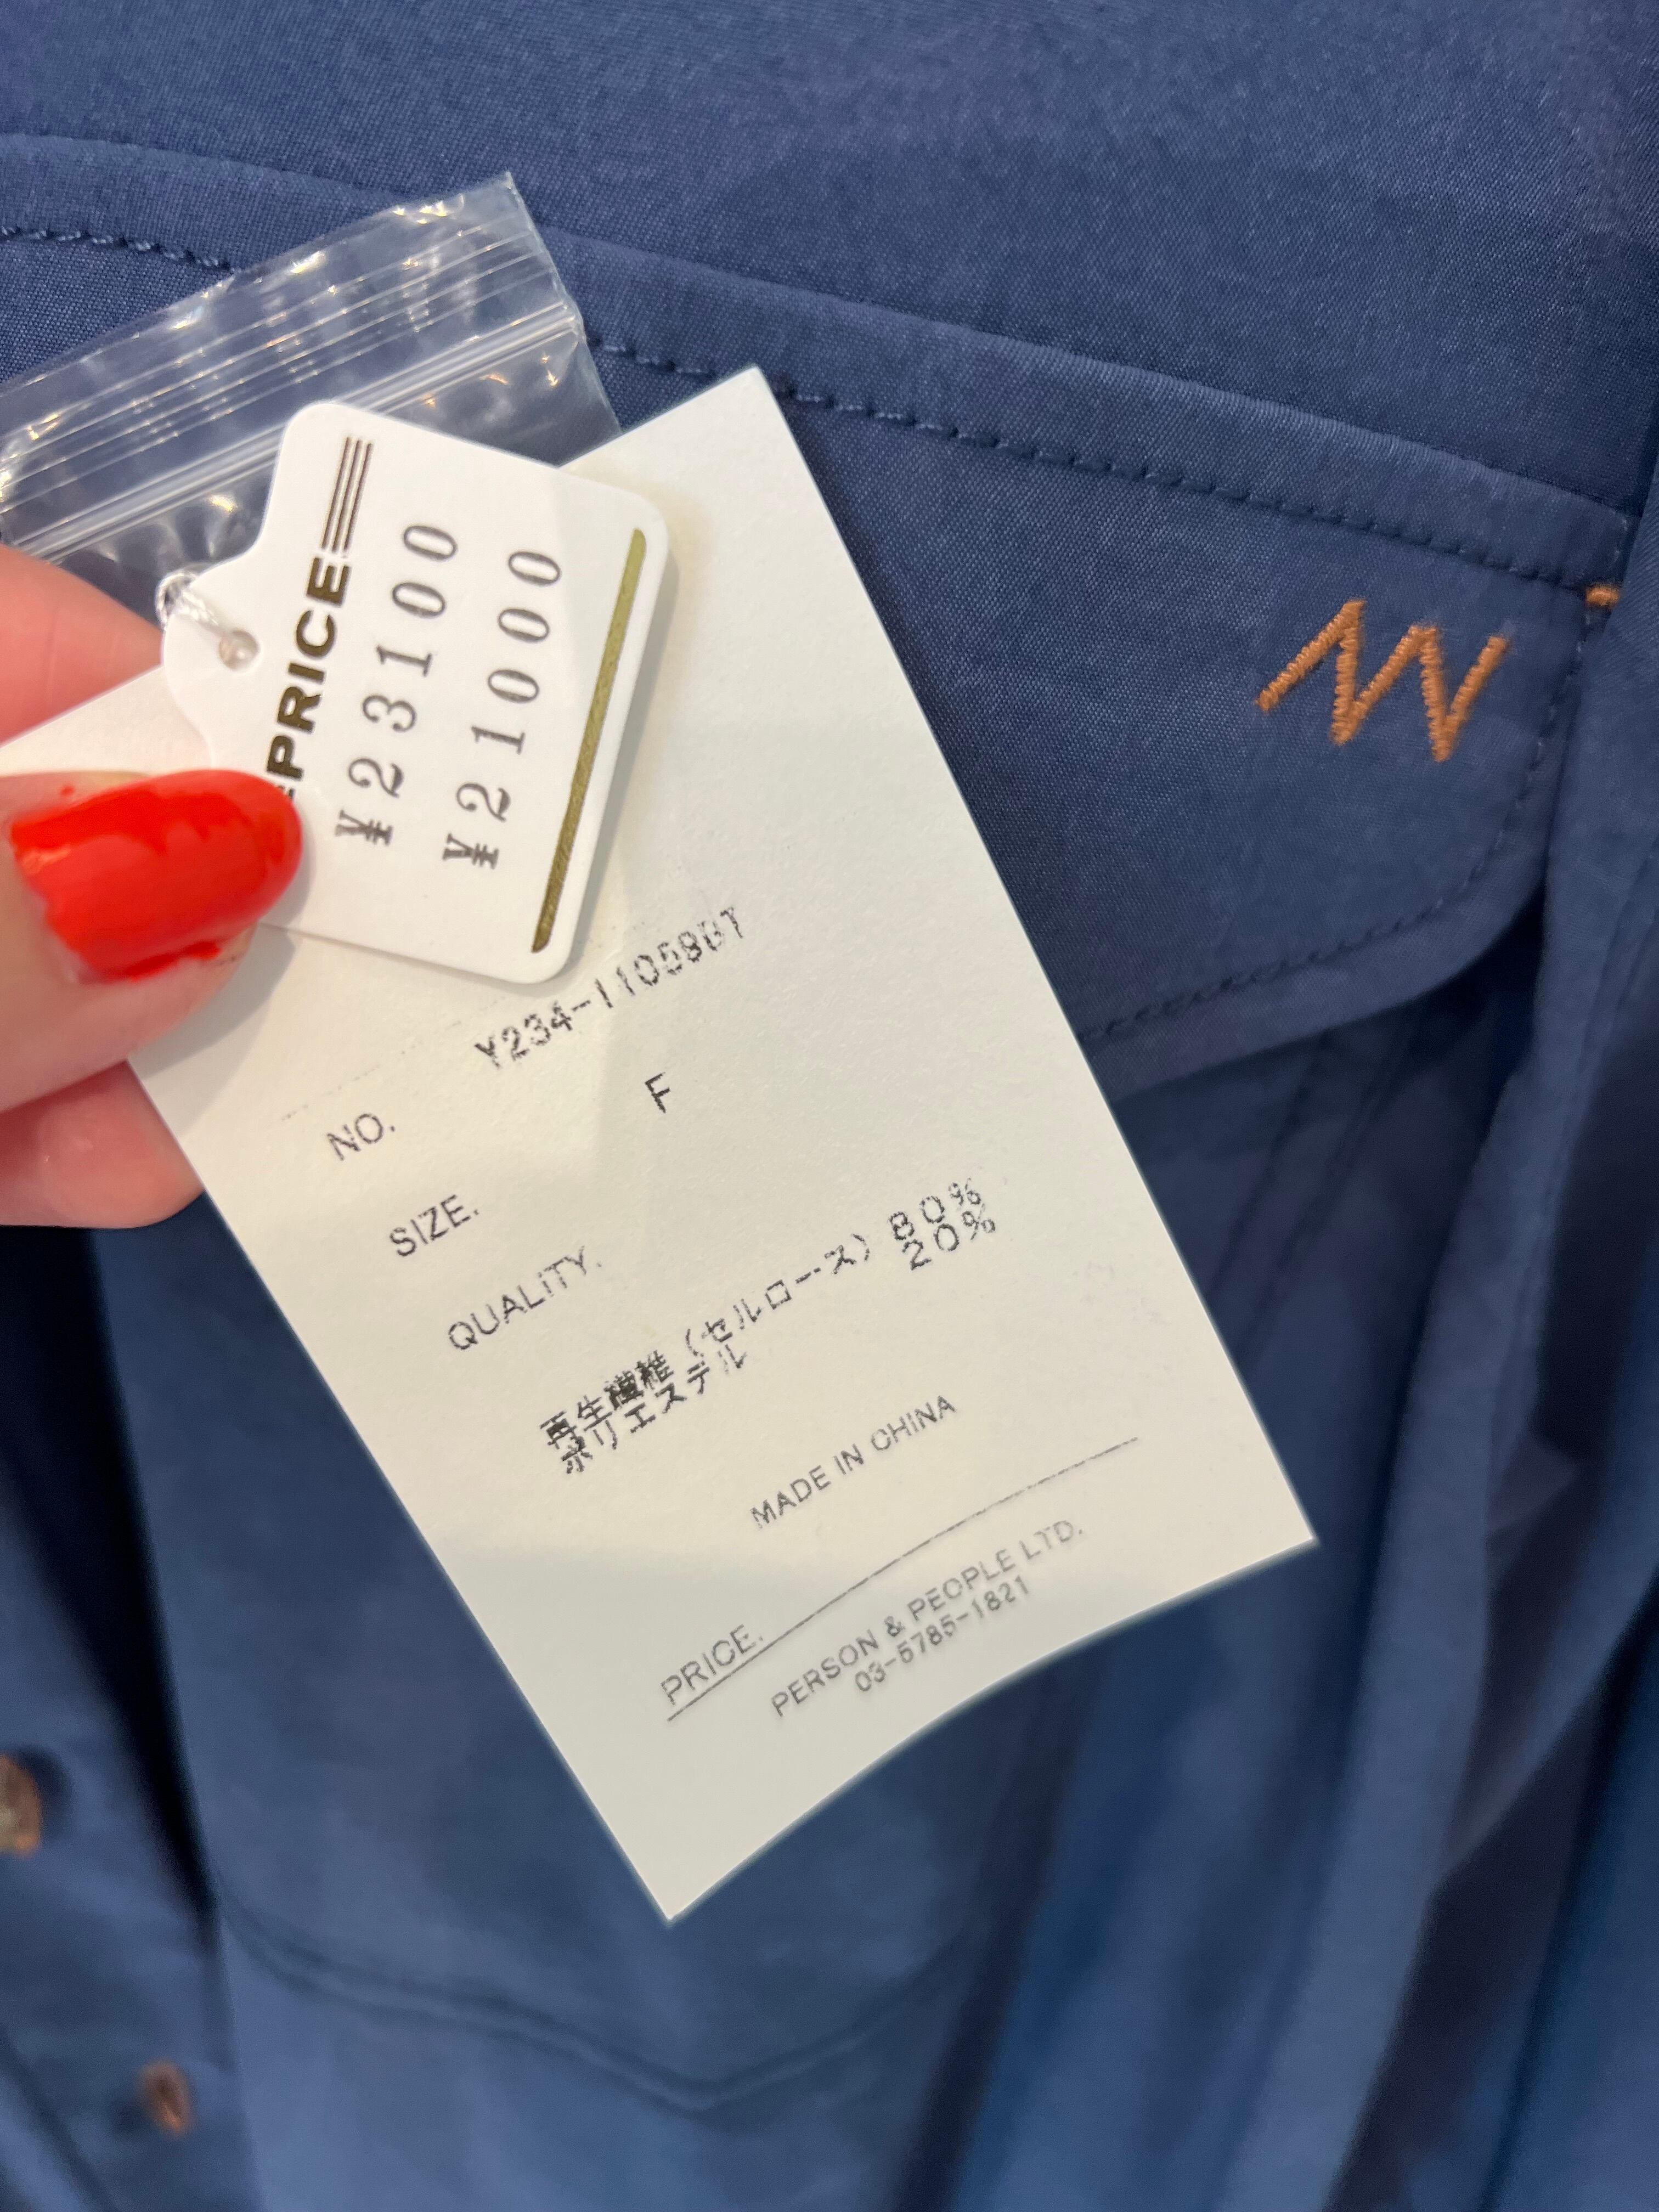 PRICE
¥23100
¥21000
NO. Y234-11059BT
SIZE. F
QUALITY.
再生繊維(セルロース) 80%
ポリエステル 20%
MADE IN CHINA
PRICE.
PERSON & PEOPLE LTD.
03-5785-1821